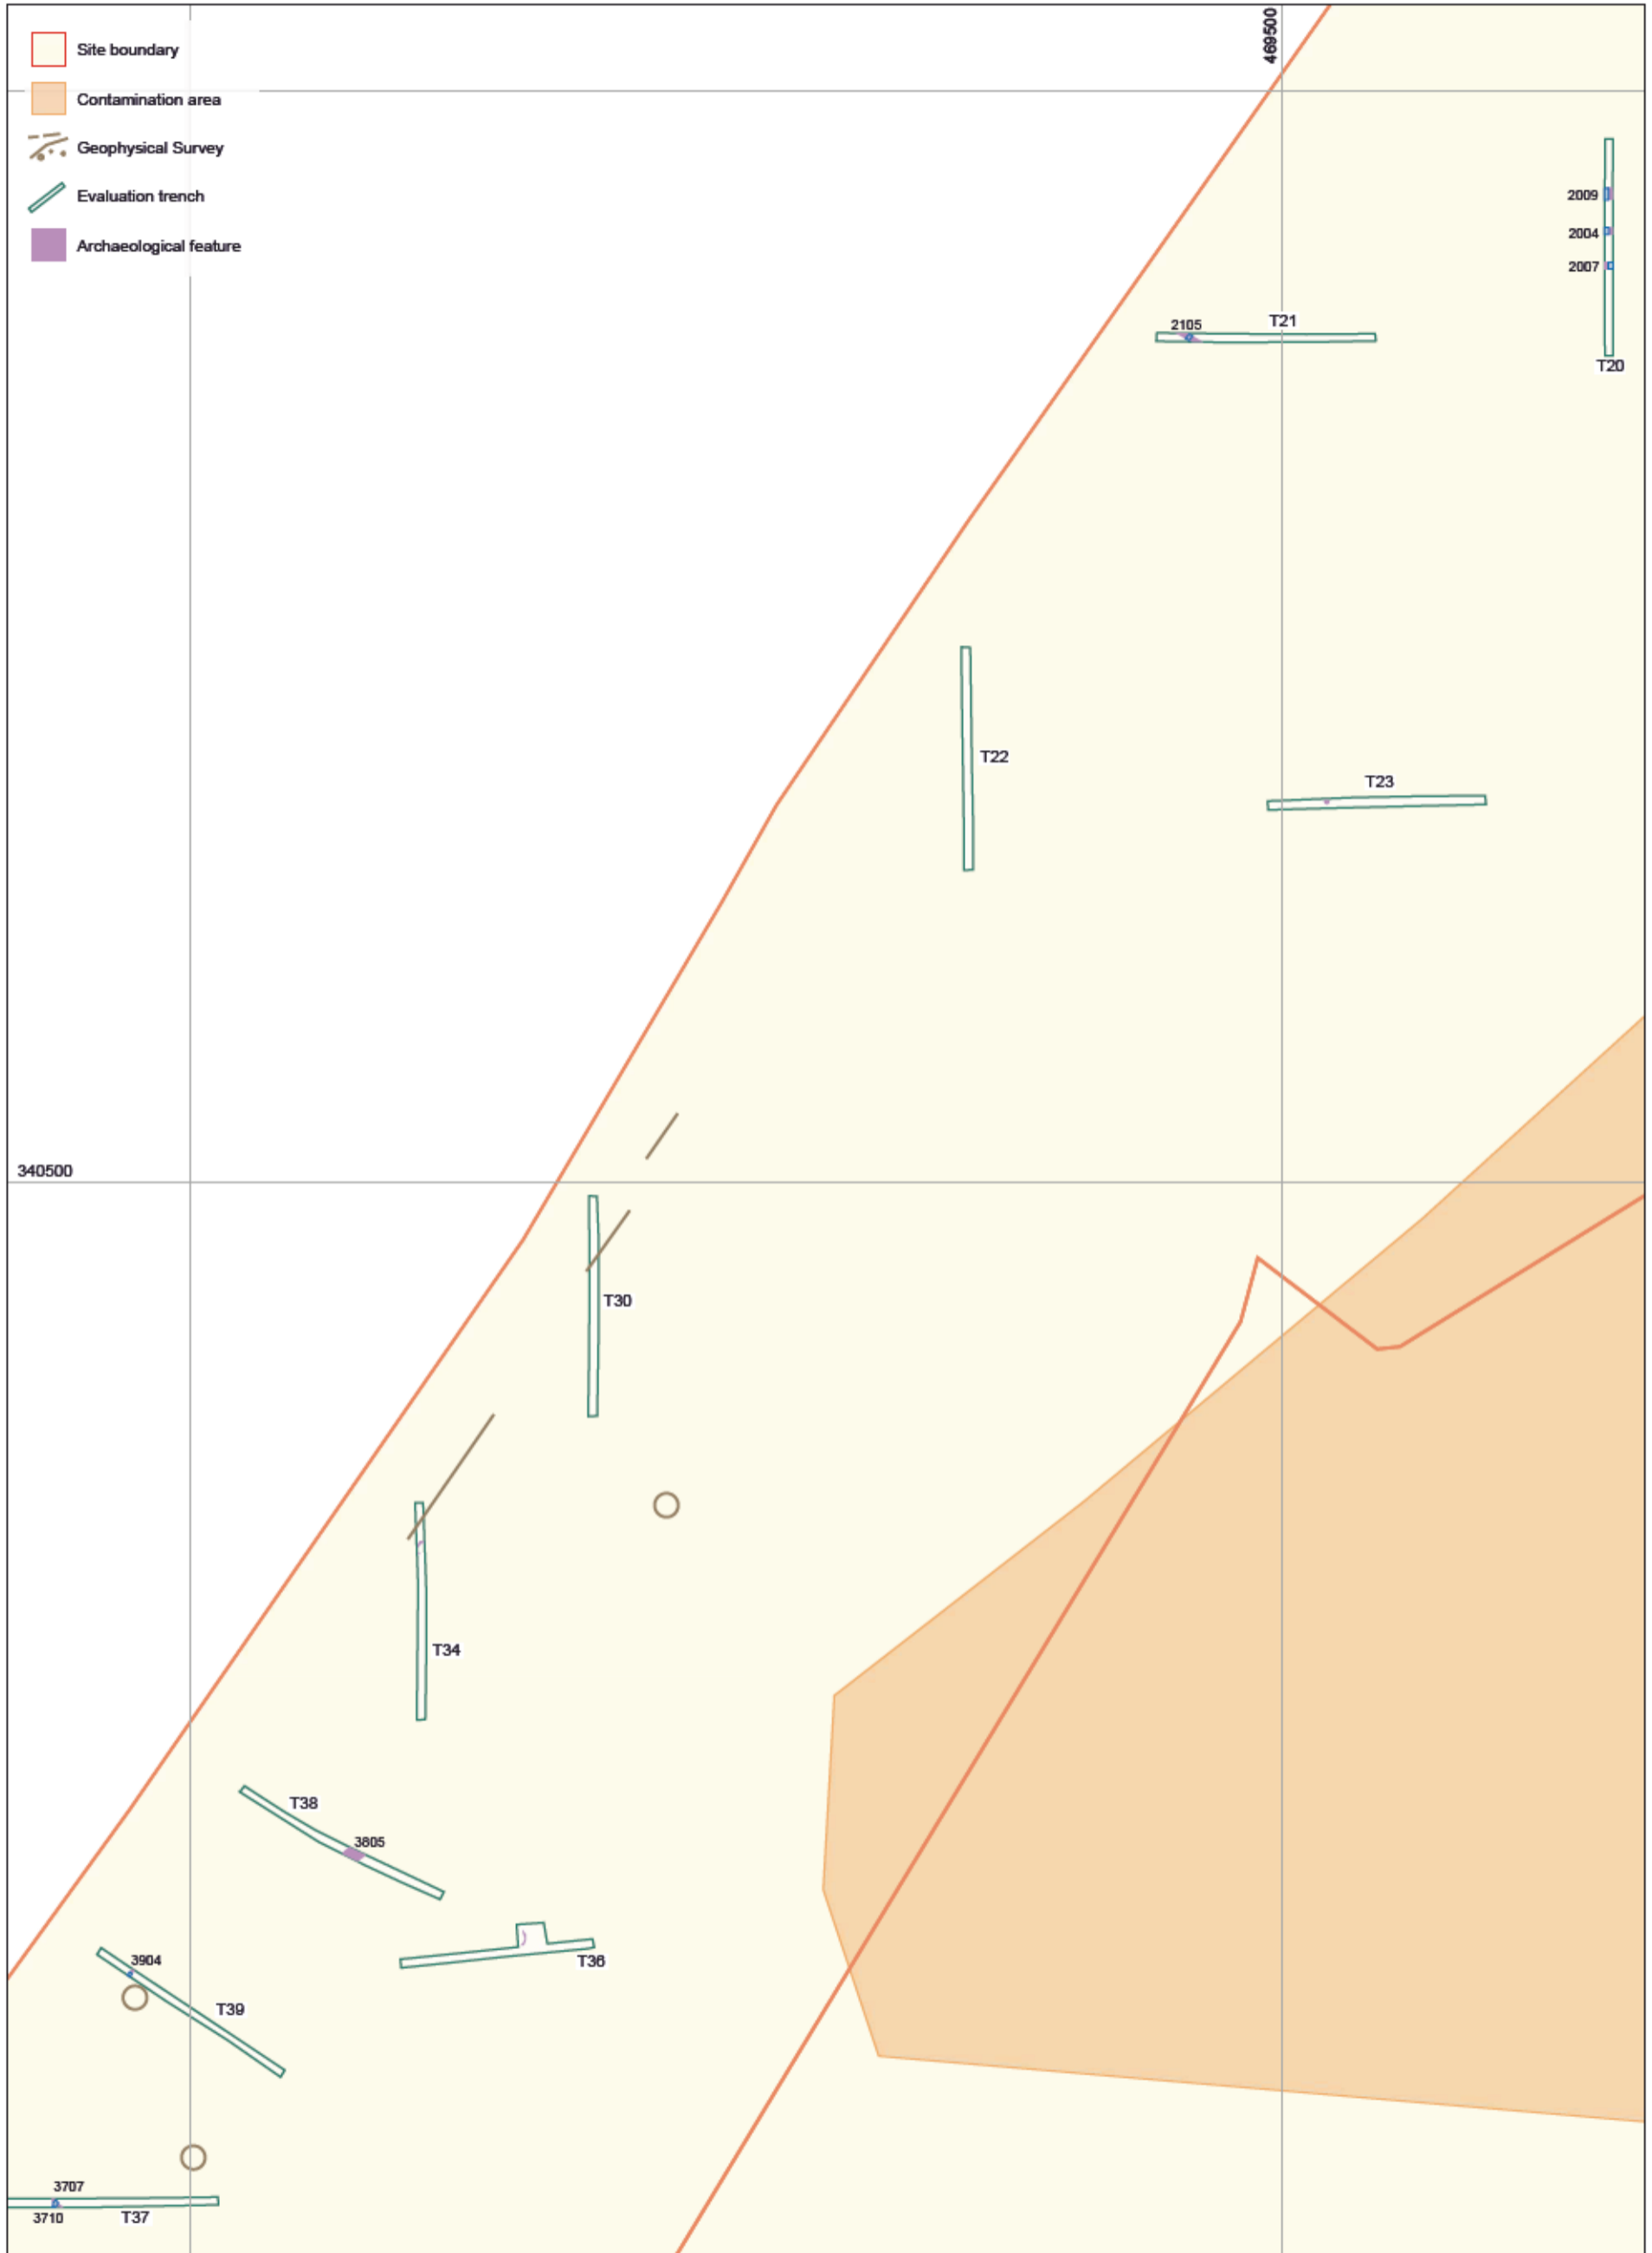 469500
Site boundary
Contamination area
Geophysical Survey
Evaluation trench
Archaeological feature
2009
2004
2007
T20
2105
T21
T22
T23
340500
T30
T34
T38
3805
T36
3904
T39
3707
3710
T37